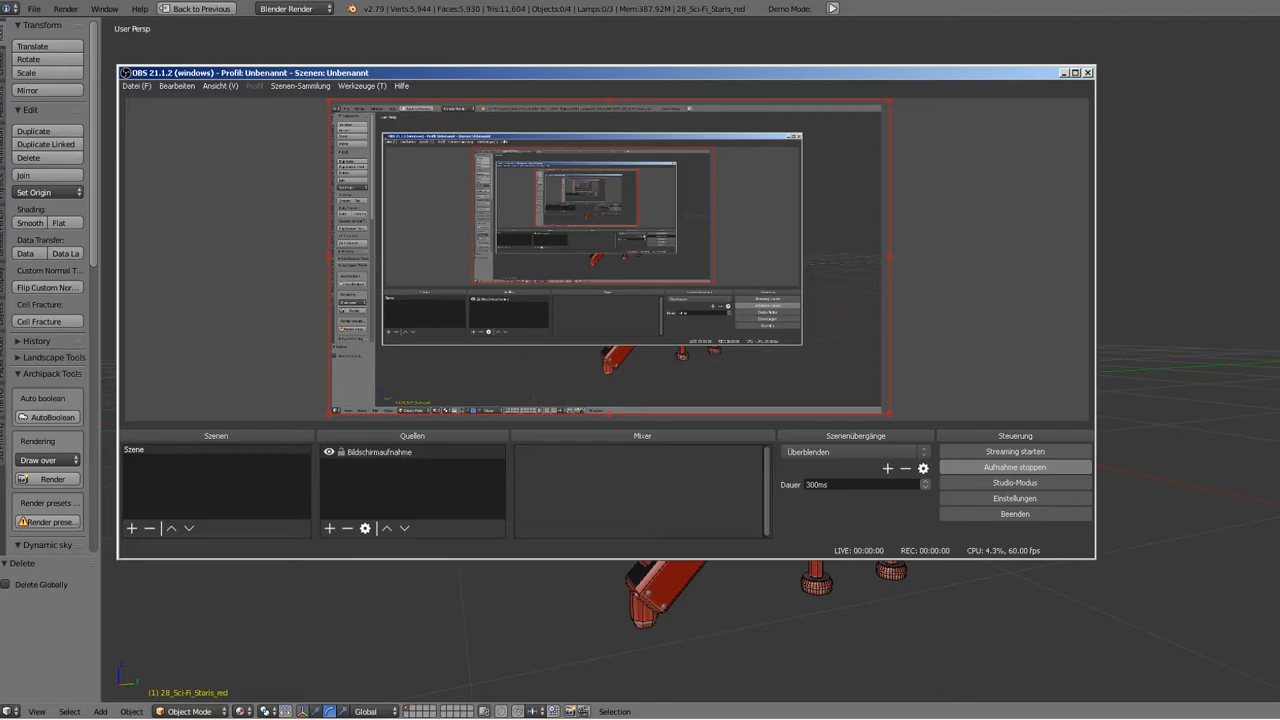 File Render Window Help Back to Previous Blender Render v2.79 | Verts:5,944 | Faces:5,930 | Tris:11,604 | Objects:0/4 | Lamps:0/3 | Mem:387.92M | 28_Sci-Fi_Staris_red Demo Mode:
User Persp
Transform
Translate
Rotate
Scale
Mirror
Edit
Duplicate
Duplicate Linked
Delete
Join
Set Origin
Shading:
Smooth Flat
Data Transfer:
Data Data La
Custom Normal T...
Flip Custom Nor...
Cell Fracture:
Cell Fracture
History
Landscape Tools
Archipack Tools
Auto boolean
AutoBoolean
Rendering
Draw over
Render
Render presets...
Render prese...
Dynamic sky
Delete
Delete Globally
OBS 21.1.2 (windows) - Profil: Unbenannt - Szenen: Unbenannt
Datei (F) Bearbeiten Ansicht (V) Profil Szenen-Sammlung Werkzeuge (T) Hilfe
Szenen Quellen Mixer Szenenübergänge Steuerung
Szene
Bildschirmaufnahme
Überblenden
Dauer 300ms
Streaming starten
Aufnahme stoppen
Studio-Modus
Einstellungen
Beenden
LIVE: 00:00:00 REC: 00:00:00 CPU: 4.3%, 60.00 fps
(1) 28_Sci-Fi_Staris_red
View Select Add Object Object Mode Global Selection